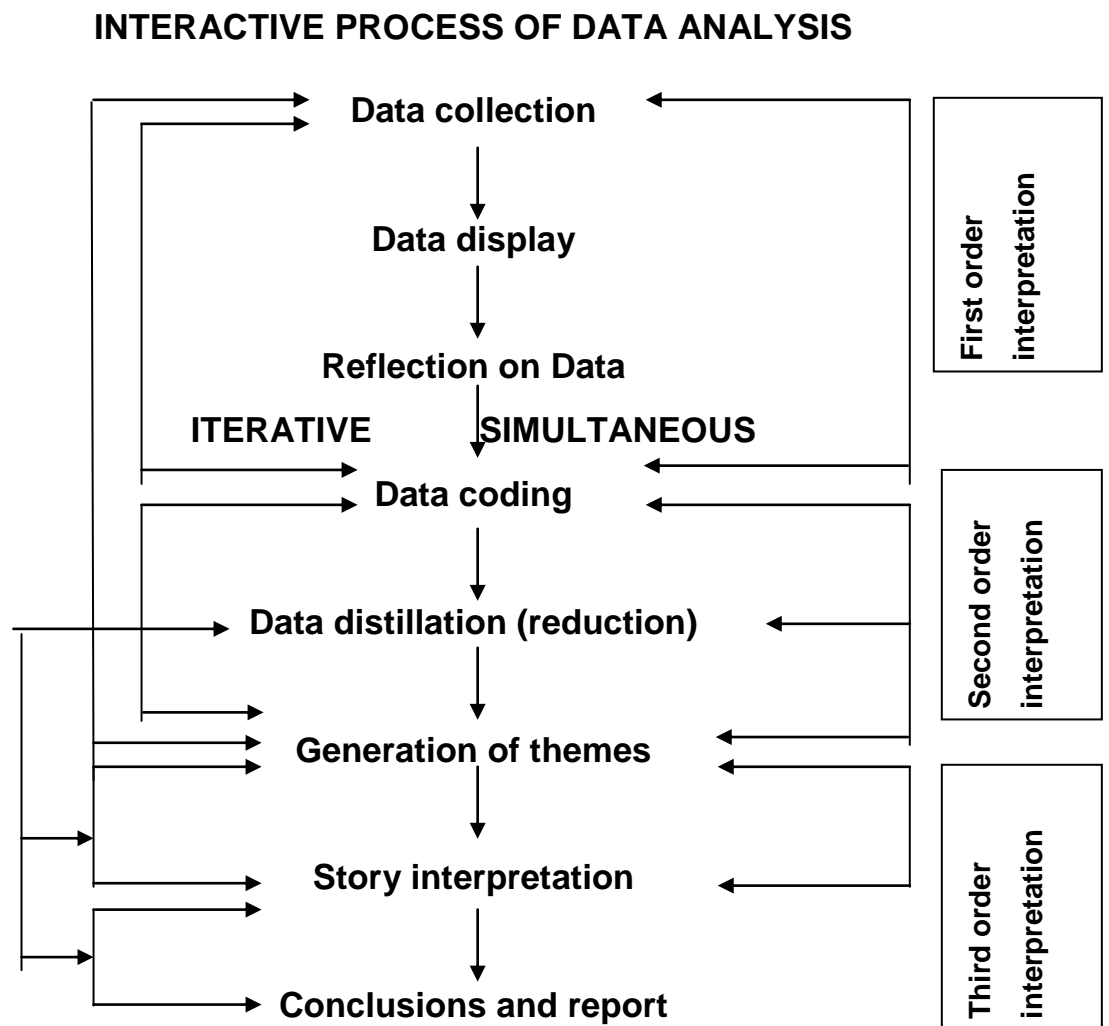 INTERACTIVE PROCESS OF DATA ANALYSIS
Data collection
Data display
Reflection on Data
ITERATIVE SIMULTANEOUS
Data coding
Data distillation (reduction)
Generation of themes
Story interpretation
Conclusions and report
First order
interpretation
Second order
interpretation
Third order
interpretation